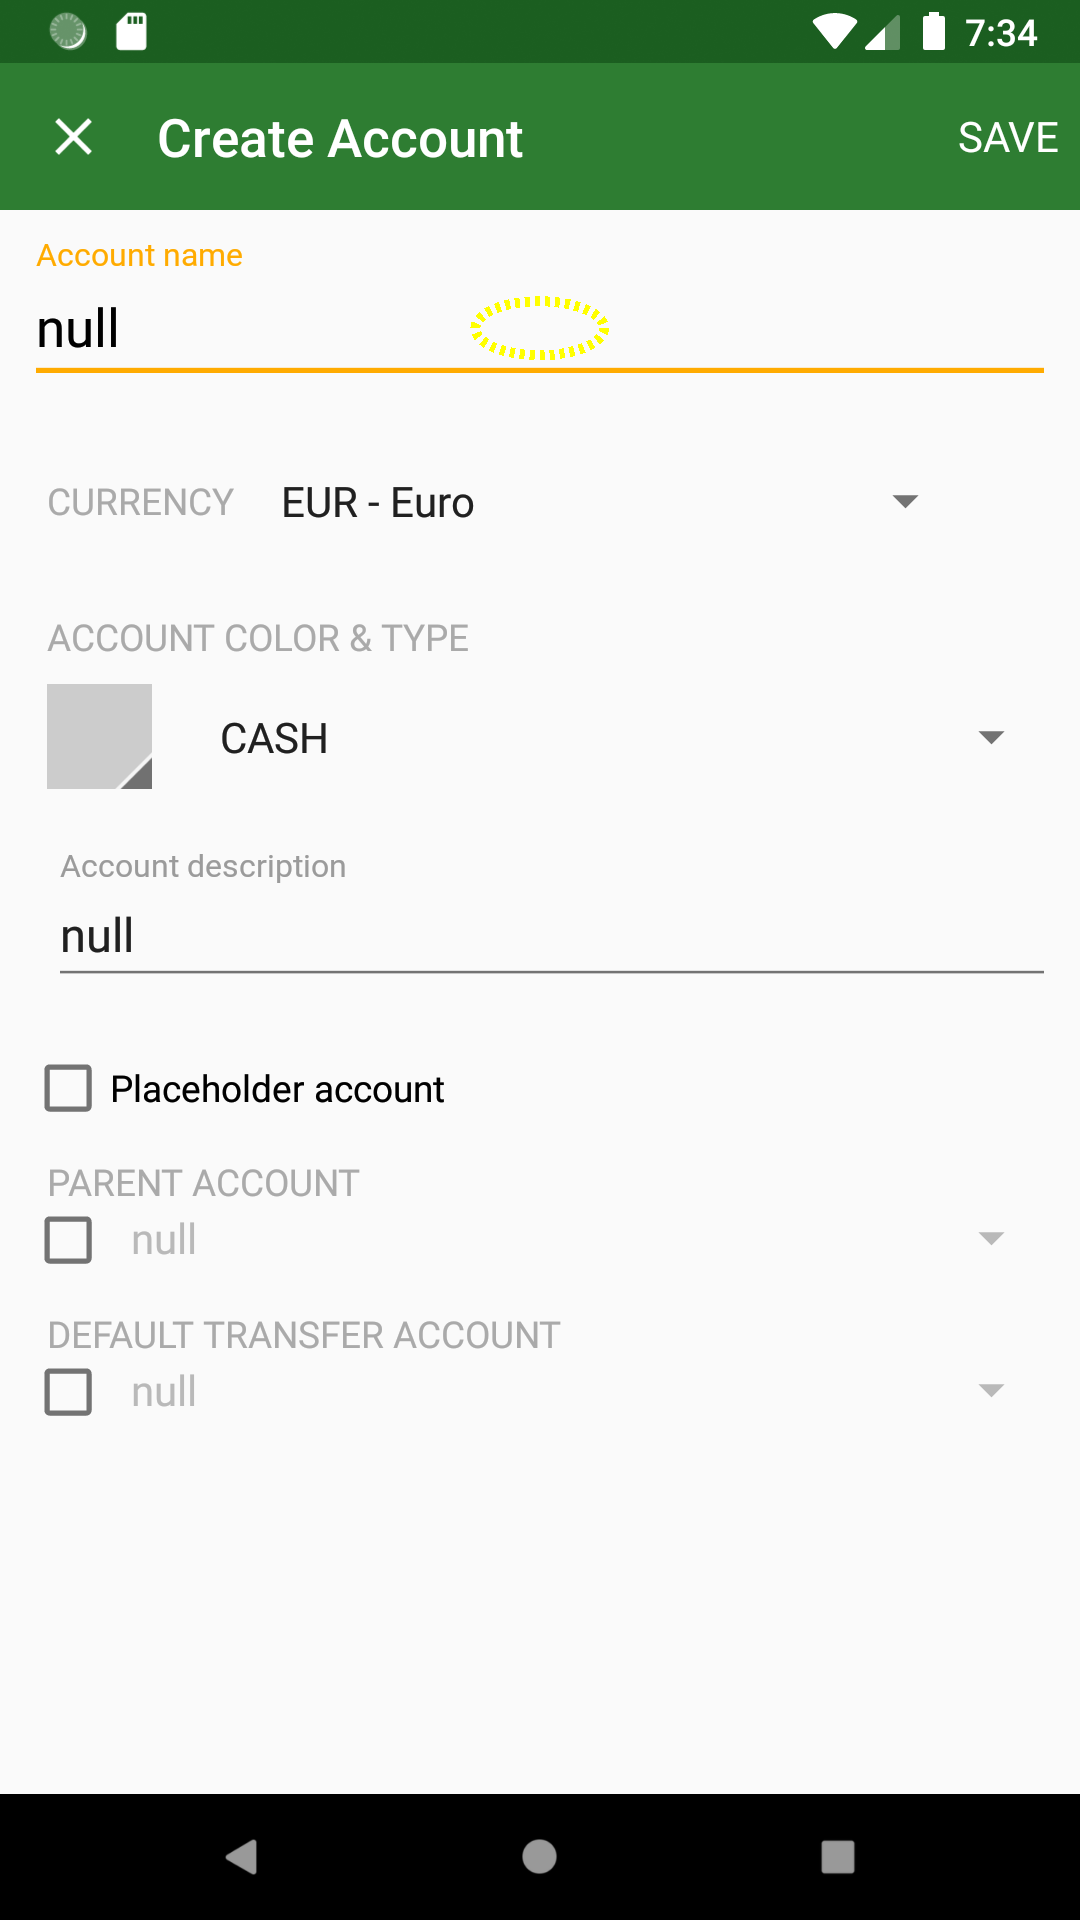 7:34
Create Account
SAVE
Account name
null
CURRENCY EUR - Euro
ACCOUNT COLOR & TYPE
CASH
Account description
null
Placeholder account
PARENT ACCOUNT
null
DEFAULT TRANSFER ACCOUNT
null